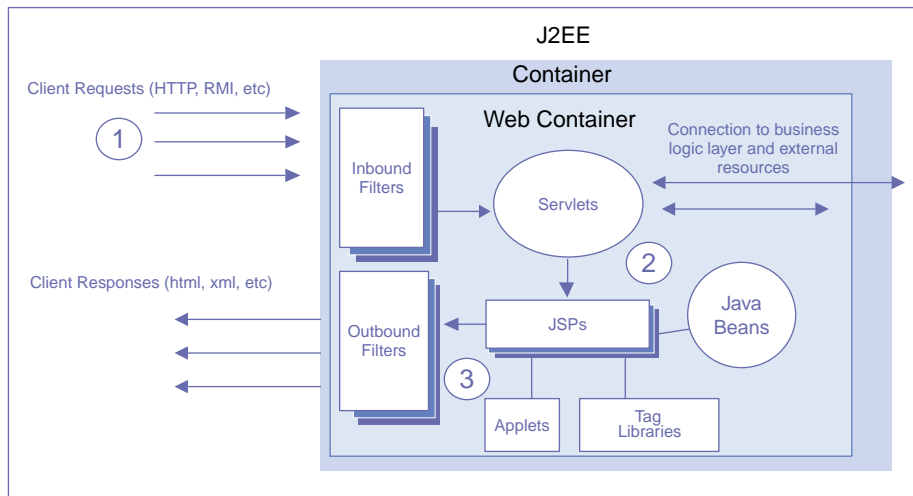 J2EE
Container
Client Requests (HTTP, RMI, etc)
1
Web Container
Connection to business
logic layer and external
resources
Inbound
Filters
Servlets
2
Client Responses (html, xml, etc)
Outbound
Filters
JSPs
Java
Beans
3
Applets
Tag
Libraries